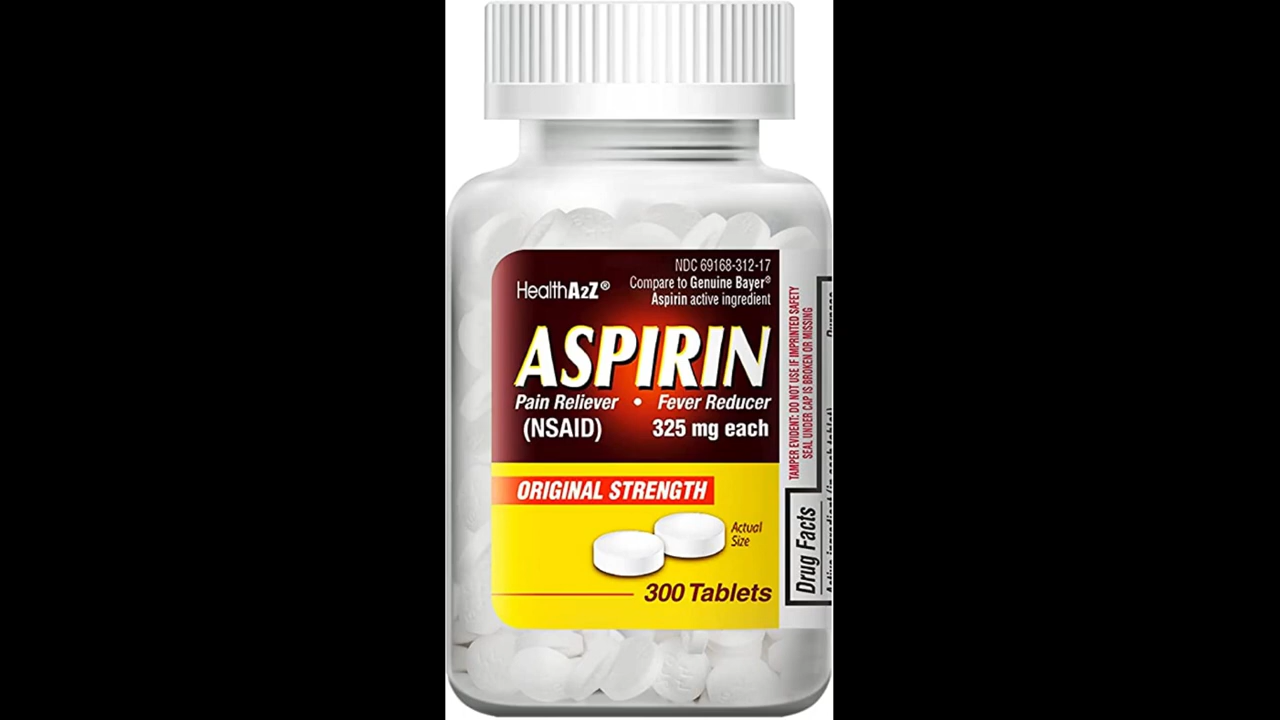 NDC 69168-312-17
HealthA2Z®
Compare to Genuine Bayer®
Aspirin active ingredient
ASPIRIN
Pain Reliever • Fever Reducer
(NSAID) 325 mg each
ORIGINAL STRENGTH
Actual
Size
300 Tablets
TAMPER EVIDENT: DO NOT USE IF IMPRINTED SAFETY
SEAL UNDER CAP IS BROKEN OR MISSING
Drug Facts